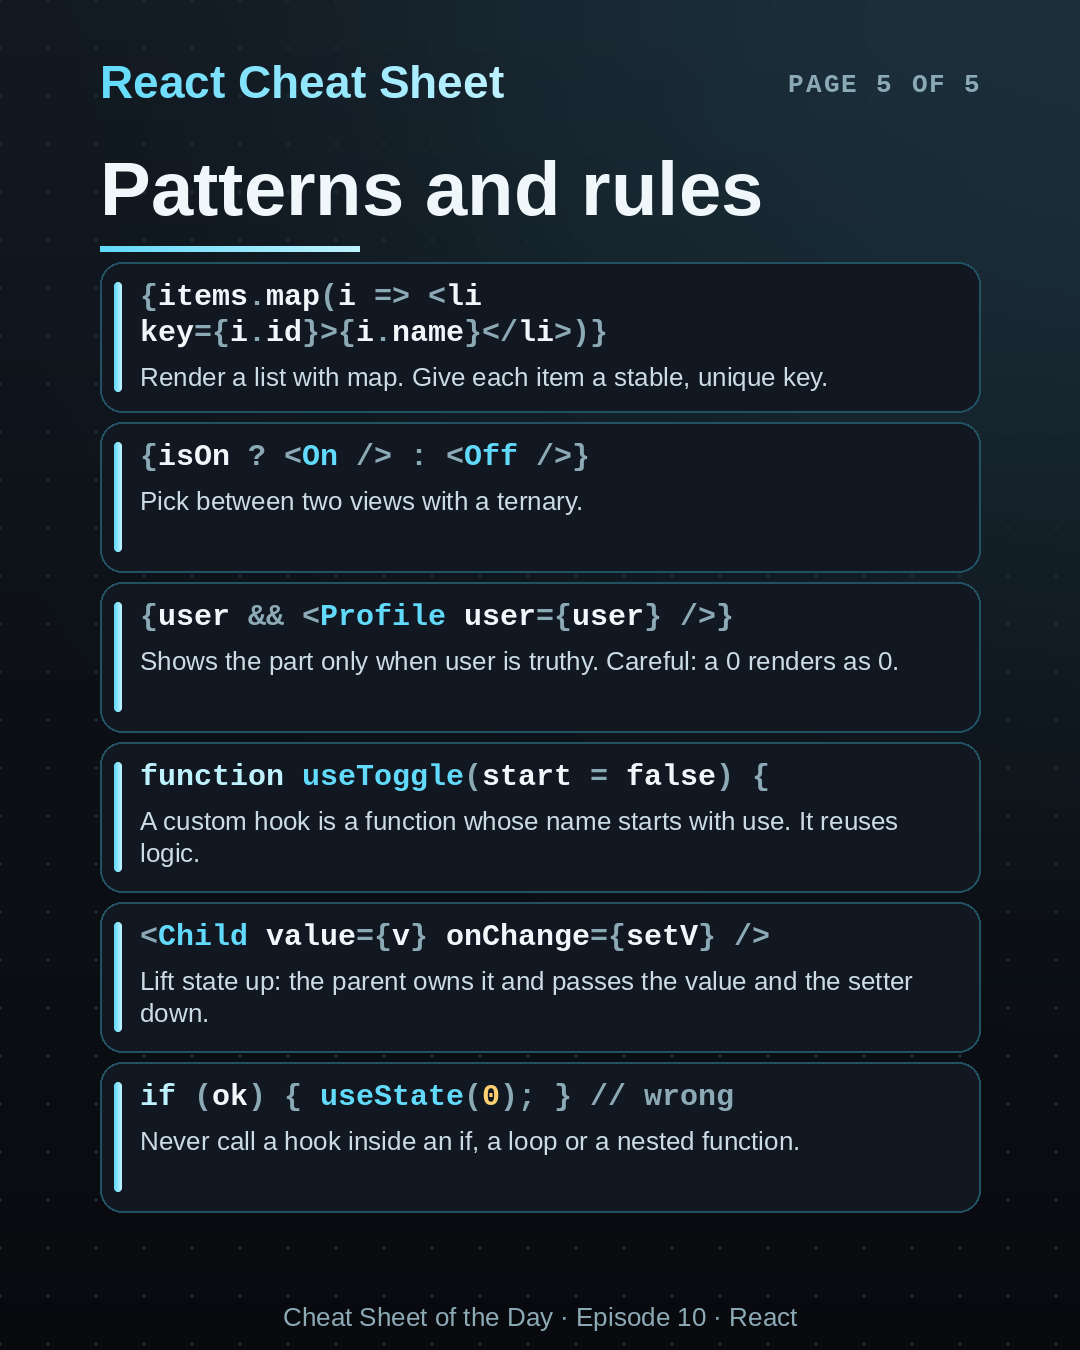 React Cheat Sheet
PAGE 5 OF 5
Patterns and rules
{items.map(i => <li
key={i.id}>{i.name}</li>)}
Render a list with map. Give each item a stable, unique key.
{isOn ? <On /> : <Off />}
Pick between two views with a ternary.
{user && <Profile user={user} />}
Shows the part only when user is truthy. Careful: a 0 renders as 0.
function useToggle(start = false) {
A custom hook is a function whose name starts with use. It reuses
logic.
<Child value={v} onChange={setV} />
Lift state up: the parent owns it and passes the value and the setter
down.
if (ok) { useState(0); } // wrong
Never call a hook inside an if, a loop or a nested function.
Cheat Sheet of the Day · Episode 10 · React